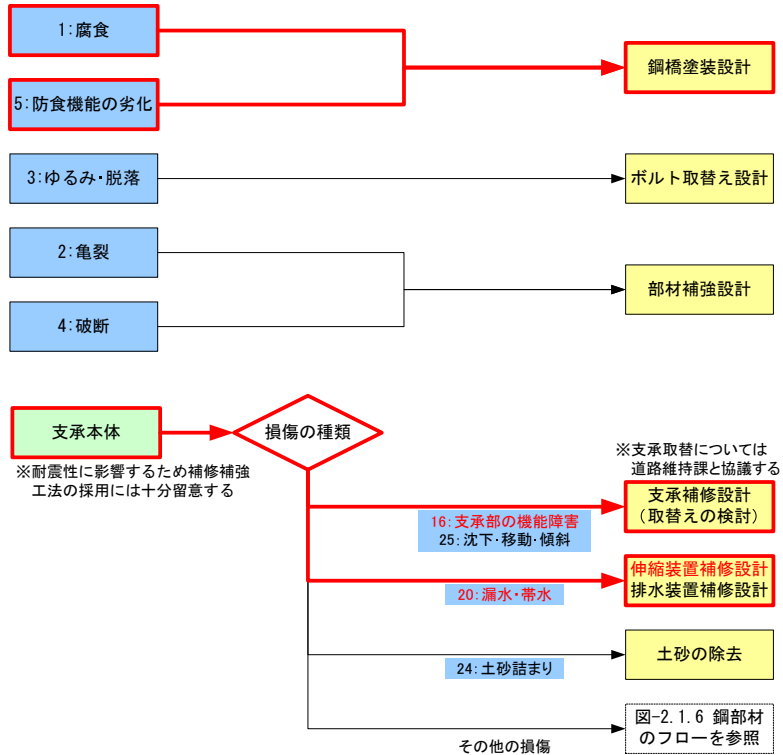 1:腐食
5:防食機能の劣化
鋼橋塗装設計
3:ゆるみ・脱落
ボルト取替え設計
2:亀裂
4:破断
部材補強設計
支承本体
損傷の種類
※耐震性に影響するため補修補強
工法の採用には十分留意する
※支承取替については
道路維持課と協議する
16:支承部の機能障害
25:沈下・移動・傾斜
支承補修設計
(取替えの検討)
20:漏水・帯水
伸縮装置補修設計
排水装置補修設計
24:土砂詰まり
土砂の除去
その他の損傷
図-2.1.6 鋼部材
のフローを参照